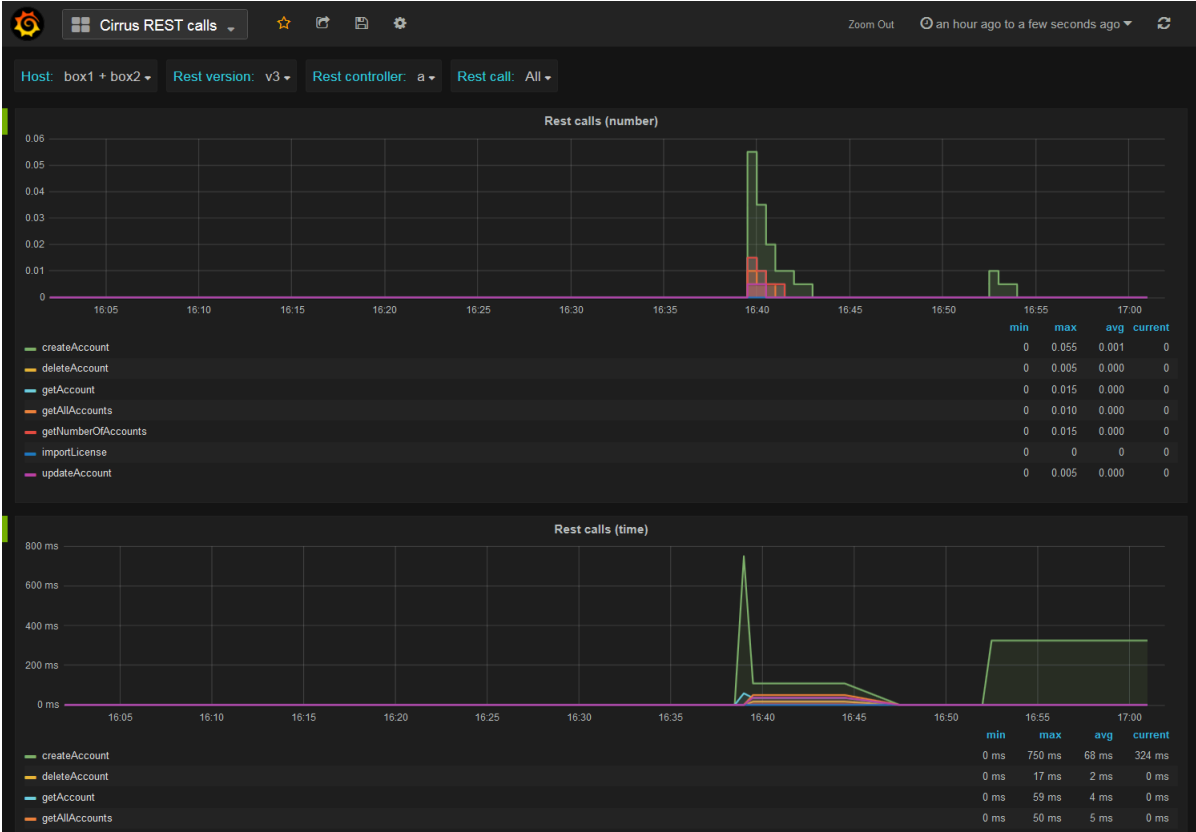 Cirrus REST calls
Zoom Out an hour ago to a few seconds ago
Host: box1 + box2 Rest version: v3 Rest controller: a Rest call: All
Rest calls (number)
0.06
0.05
0.04
0.03
0.02
0.01
0
16:05 16:10 16:15 16:20 16:25 16:30 16:35 16:40 16:45 16:50 16:55 17:00
min max avg current
createAccount 0 0.055 0.001 0
deleteAccount 0 0.005 0.000 0
getAccount 0 0.015 0.000 0
getAllAccounts 0 0.010 0.000 0
getNumberOfAccounts 0 0.015 0.000 0
importLicense 0 0 0 0
updateAccount 0 0.005 0.000 0
Rest calls (time)
800 ms
600 ms
400 ms
200 ms
0 ms
16:05 16:10 16:15 16:20 16:25 16:30 16:35 16:40 16:45 16:50 16:55 17:00
min max avg current
createAccount 0 ms 750 ms 68 ms 324 ms
deleteAccount 0 ms 17 ms 2 ms 0 ms
getAccount 0 ms 59 ms 4 ms 0 ms
getAllAccounts 0 ms 50 ms 5 ms 0 ms